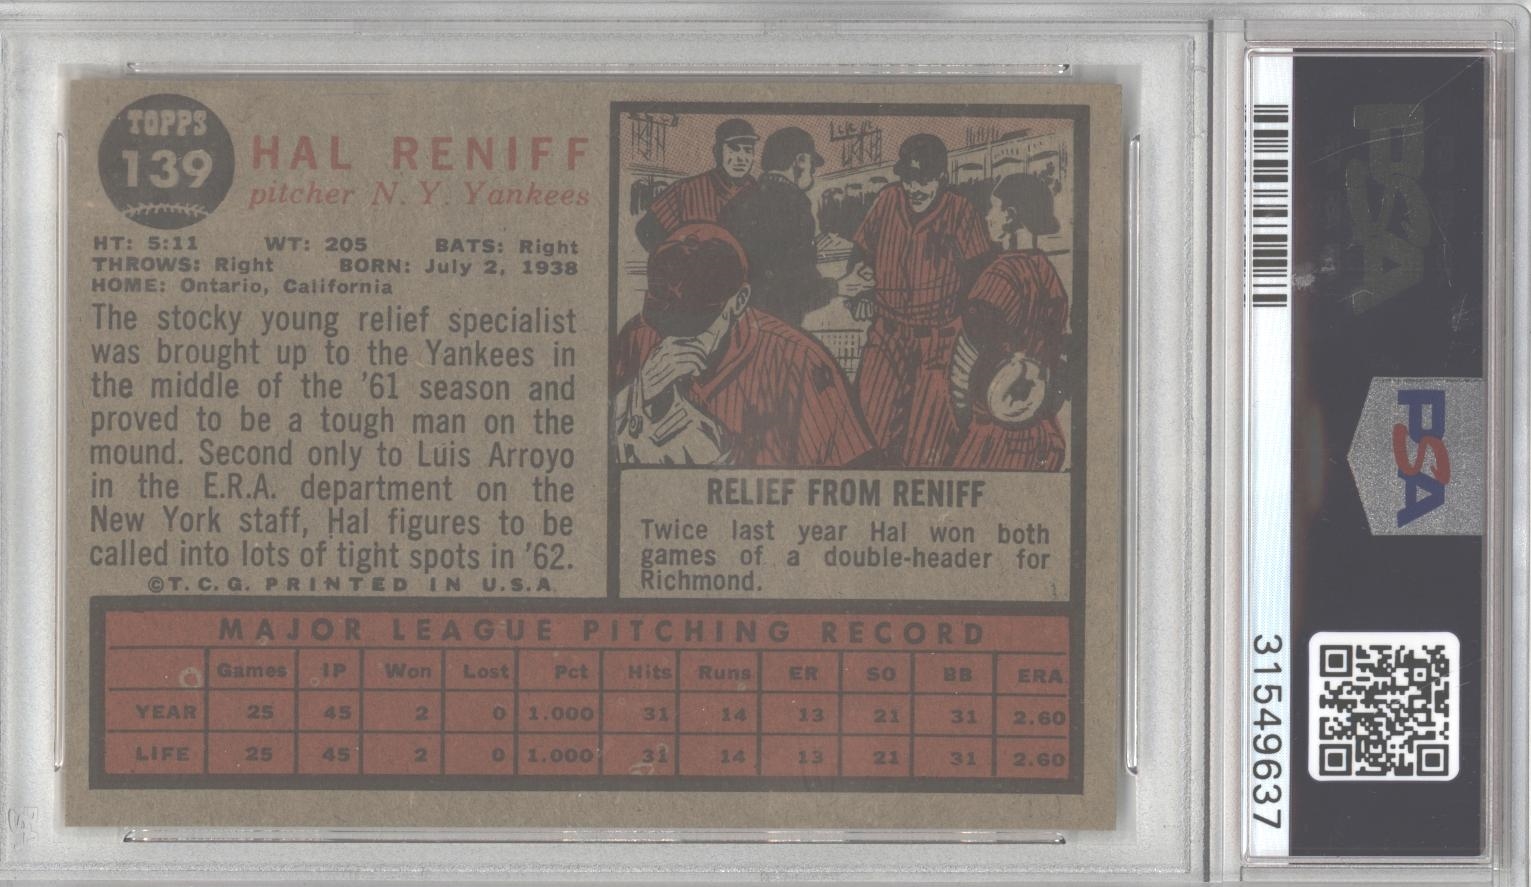 TOPPS
139
HAL RENIFF
pitcher N. Y. Yankees
HT: 5:11 WT: 205 BATS: Right
THROWS: Right BORN: July 2, 1938
HOME: Ontario, California
The stocky young relief specialist
was brought up to the Yankees in
the middle of the '61 season and
proved to be a tough man on the
mound. Second only to Luis Arroyo
in the E.R.A. department on the
New York staff, Hal figures to be
called into lots of tight spots in '62.
©T.C.G. PRINTED IN U.S.A.
RELIEF FROM RENIFF
Twice last year Hal won both
games of a double-header for
Richmond.
MAJOR LEAGUE PITCHING RECORD
Games IP Won Lost Pct Hits Runs ER SO BB ERA
YEAR 25 45 2 0 1.000 31 14 13 21 31 2.60
LIFE 25 45 2 0 1.000 31 14 13 21 31 2.60
PSA
PSA
31549637